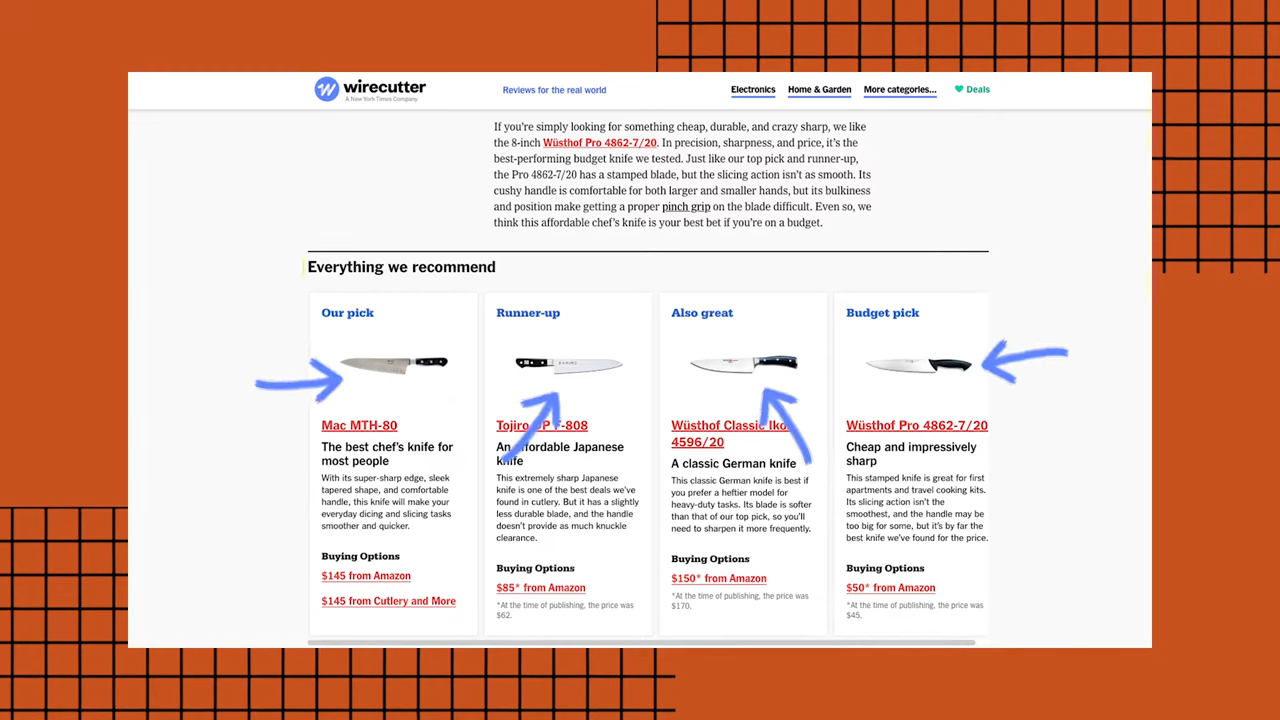 wirecutter
A New York Times Company
Reviews for the real world
Electronics
Home & Garden
More categories...
Deals
If you're simply looking for something cheap, durable, and crazy sharp, we like
the 8-inch Wüsthof Pro 4862-7/20. In precision, sharpness, and price, it's the
best-performing budget knife we tested. Just like our top pick and runner-up,
the Pro 4862-7/20 has a stamped blade, but the slicing action isn't as smooth. Its
cushy handle is comfortable for both larger and smaller hands, but its bulkiness
and position make getting a proper pinch grip on the blade difficult. Even so, we
think this affordable chef's knife is your best bet if you're on a budget.
Everything we recommend
Our pick
Mac MTH-80
The best chef's knife for
most people
With its super-sharp edge, sleek
tapered shape, and comfortable
handle, this knife will make your
everyday dicing and slicing tasks
smoother and quicker.
Buying Options
$145 from Amazon
$145 from Cutlery and More
Runner-up
Tojiro DP F-808
An affordable Japanese
knife
This extremely sharp Japanese
knife is one of the best deals we've
found in cutlery. But it has a slightly
less durable blade, and the handle
doesn't provide as much knuckle
clearance.
Buying Options
$85* from Amazon
*At the time of publishing, the price was
$62.
Also great
Wüsthof Classic Iko
4596/20
A classic German knife
This classic German knife is best if
you prefer a heftier model for
heavy-duty tasks. Its blade is softer
than that of our top pick, so you'll
need to sharpen it more frequently.
Buying Options
$150* from Amazon
*At the time of publishing, the price was
$170.
Budget pick
Wüsthof Pro 4862-7/20
Cheap and impressively
sharp
This stamped knife is great for first
apartments and travel cooking kits.
Its slicing action isn't the
smoothest, and the handle may be
too big for some, but it's by far the
best knife we've found for the price.
Buying Options
$50* from Amazon
*At the time of publishing, the price was
$45.